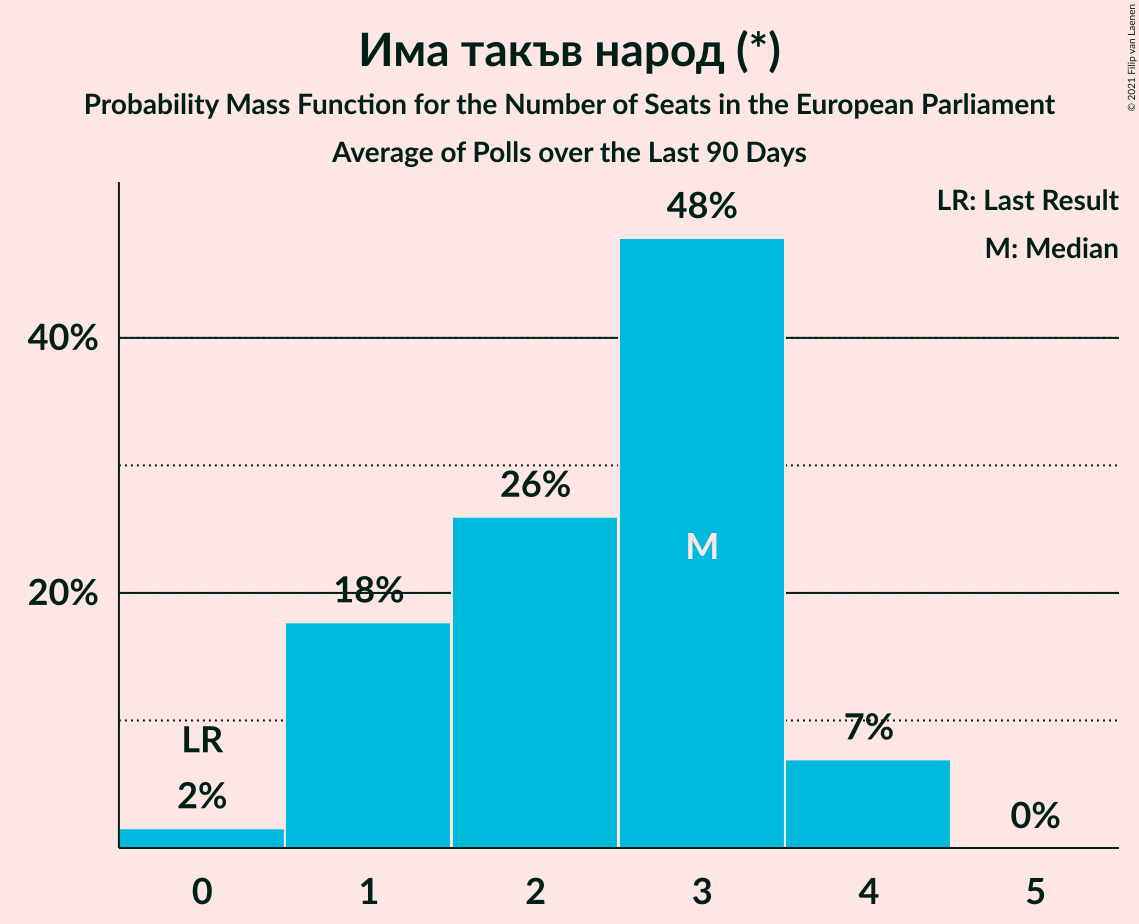 Има такъв народ (*)
Probability Mass Function for the Number of Seats in the European Parliament
Average of Polls over the Last 90 Days
© 2021 Filip van Laenen
LR: Last Result
M: Median
48%
40%
26%
M
20%
18%
LR
7%
2%
0%
0 1 2 3 4 5